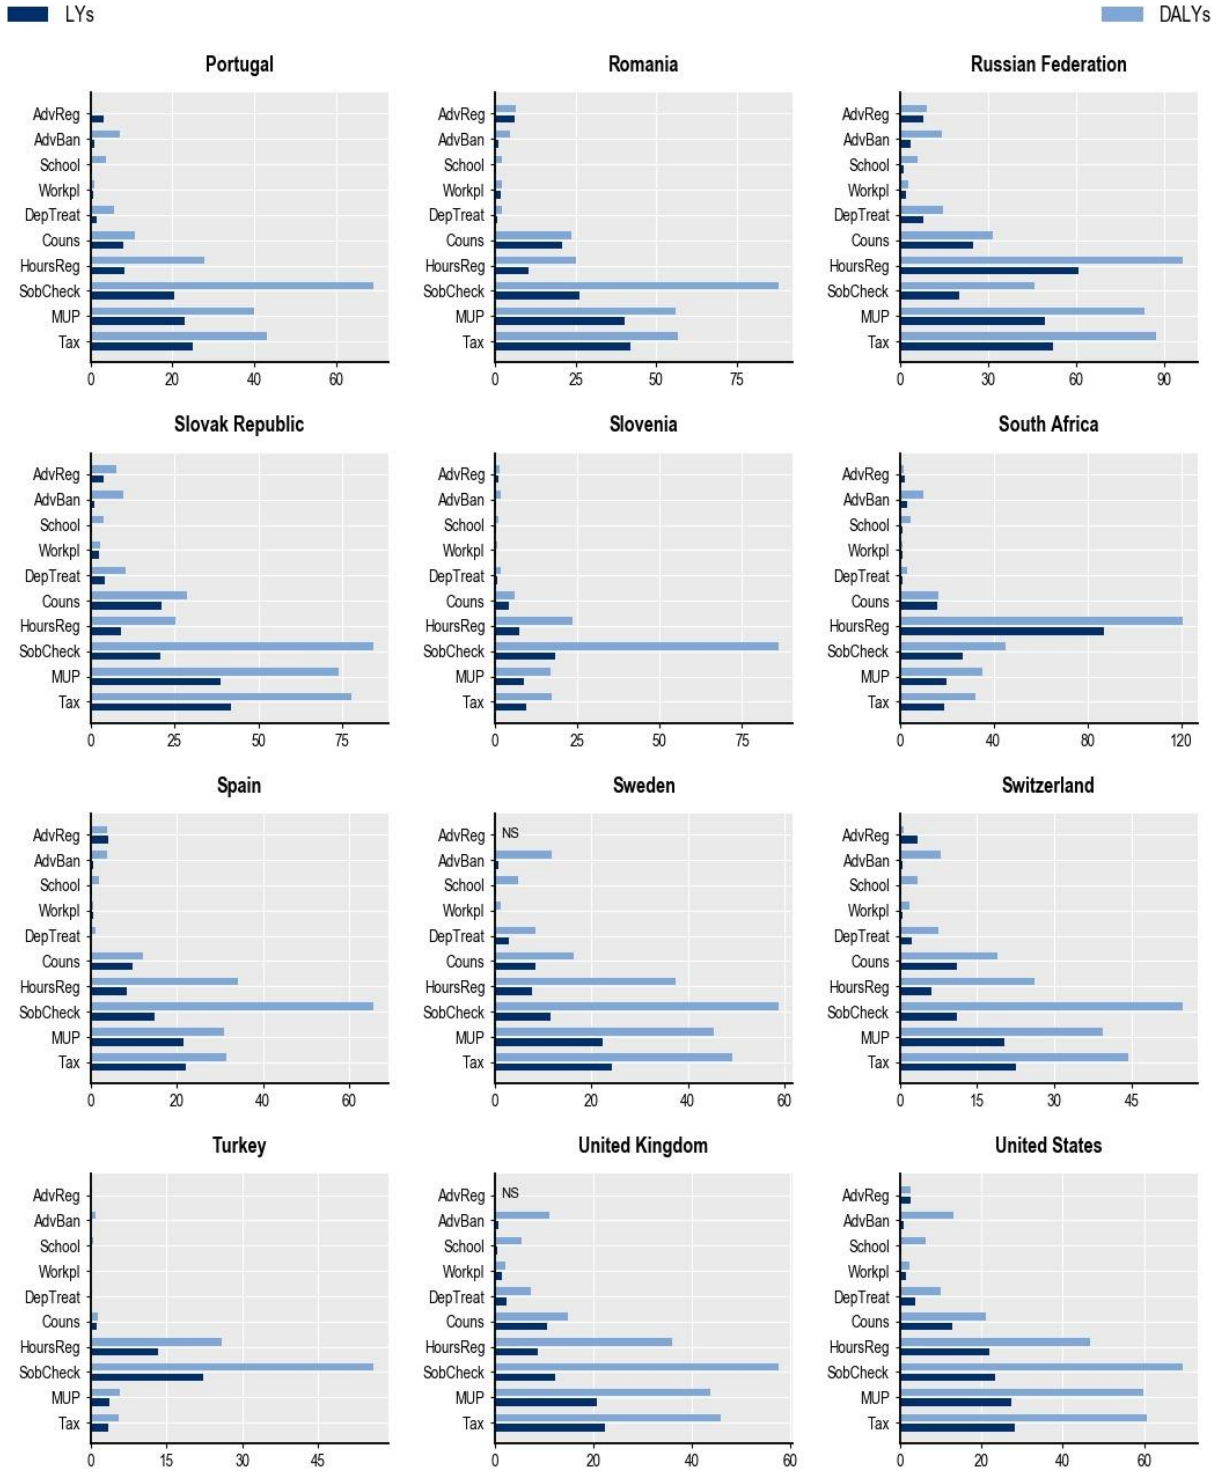 LYs DALYs
Portugal Romania Russian Federation
AdvReg AdvReg AdvReg
AdvBan AdvBan AdvBan
School School School
Workpl Workpl Workpl
DepTreat DepTreat DepTreat
Couns Couns Couns
HoursReg HoursReg HoursReg
SobCheck SobCheck SobCheck
MUP MUP MUP
Tax Tax Tax
0 20 40 60 0 25 50 75 0 30 60 90
Slovak Republic Slovenia South Africa
AdvReg AdvReg AdvReg
AdvBan AdvBan AdvBan
School School School
Workpl Workpl Workpl
DepTreat DepTreat DepTreat
Couns Couns Couns
HoursReg HoursReg HoursReg
SobCheck SobCheck SobCheck
MUP MUP MUP
Tax Tax Tax
0 25 50 75 0 25 50 75 0 40 80 120
Spain Sweden Switzerland
AdvReg AdvReg NS AdvReg
AdvBan AdvBan AdvBan
School School School
Workpl Workpl Workpl
DepTreat DepTreat DepTreat
Couns Couns Couns
HoursReg HoursReg HoursReg
SobCheck SobCheck SobCheck
MUP MUP MUP
Tax Tax Tax
0 20 40 60 0 20 40 60 0 15 30 45
Turkey United Kingdom United States
AdvReg AdvReg NS AdvReg
AdvBan AdvBan AdvBan
School School School
Workpl Workpl Workpl
DepTreat DepTreat DepTreat
Couns Couns Couns
HoursReg HoursReg HoursReg
SobCheck SobCheck SobCheck
MUP MUP MUP
Tax Tax Tax
0 15 30 45 0 20 40 60 0 20 40 60